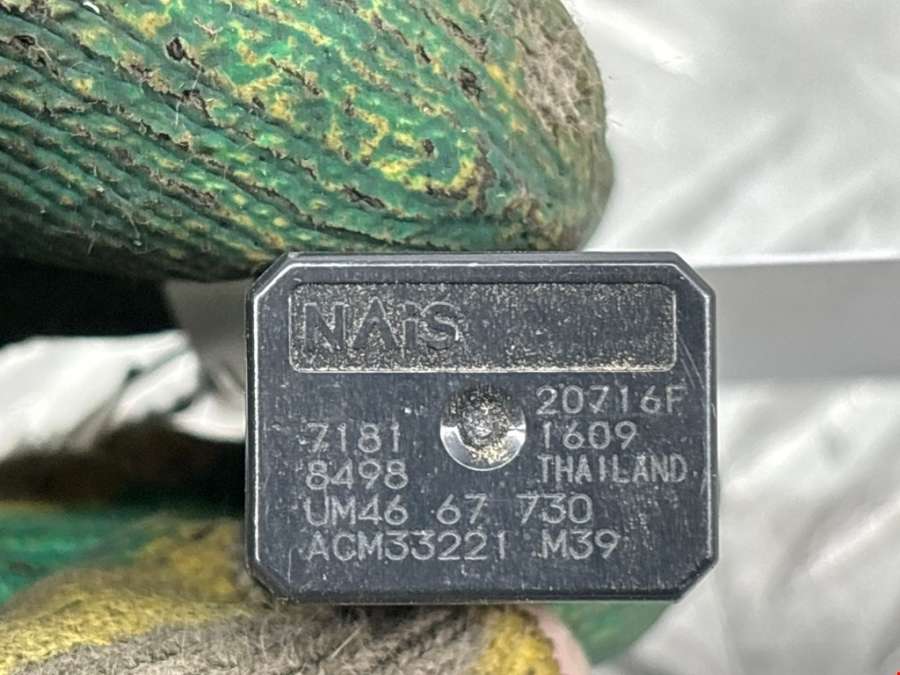 NAiS
20716F
7181 1609
8498 THAILAND
UM46 67 730
ACM33221 M39